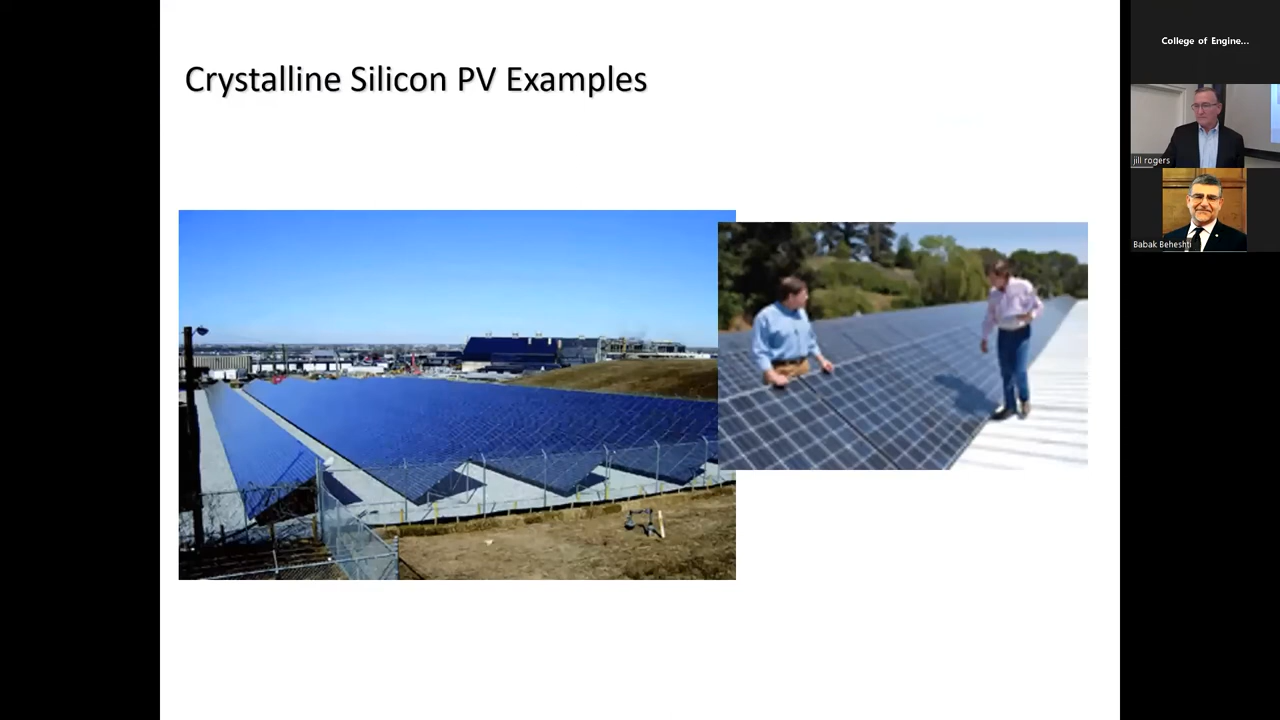 Crystalline Silicon PV Examples
College of Engine...
jill rogers
Babak Beheshti